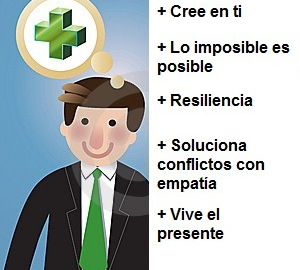 + Cree en ti
+ Lo imposible es
posible
+ Resiliencia
+ Soluciona
conflictos con
empatía
+ Vive el
presente